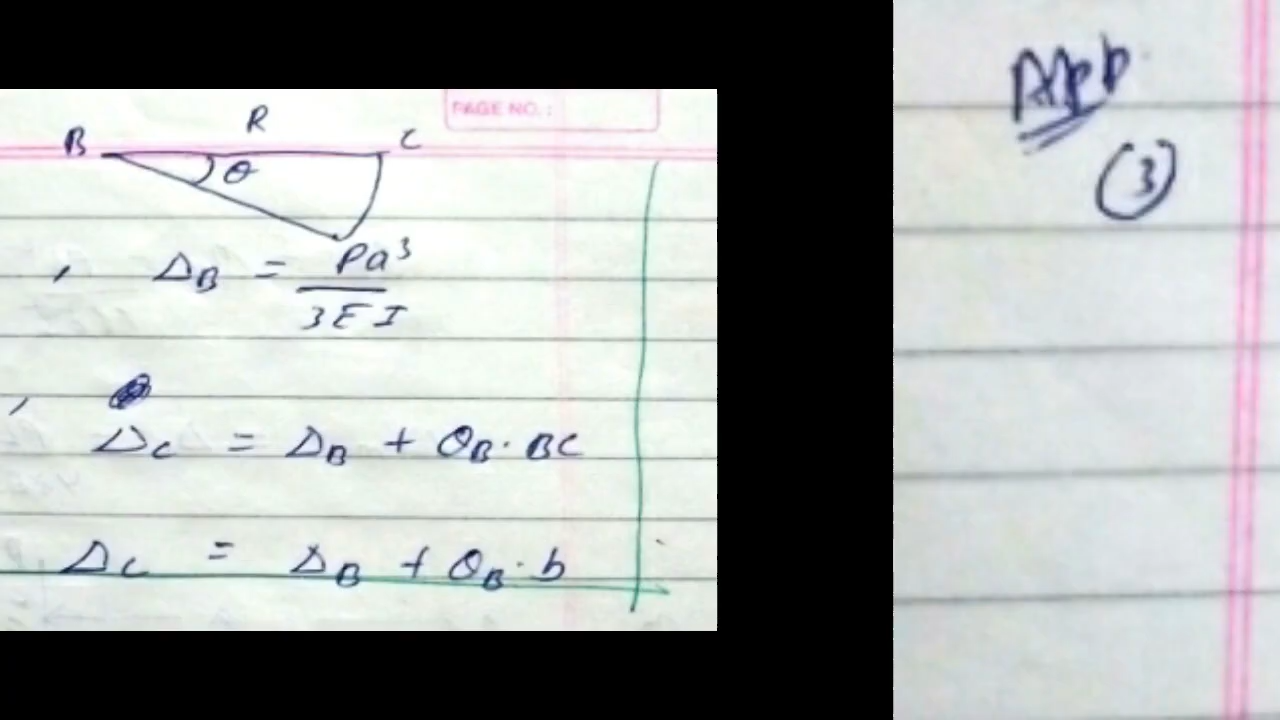 PAGE NO.:
B R C
θ
, ΔB = Pa³
3EI
,
ΔC = ΔB + θB · BC
ΔC = ΔB + θB · b
(3)